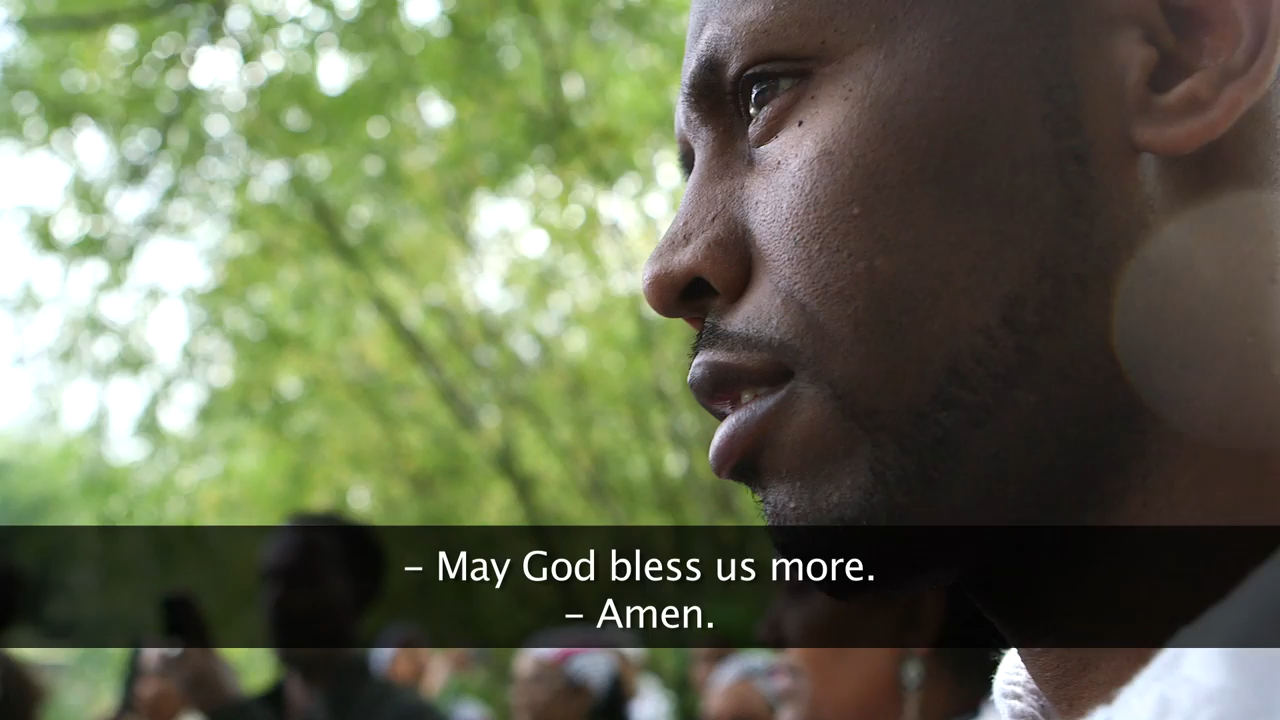 – May God bless us more.
– Amen.